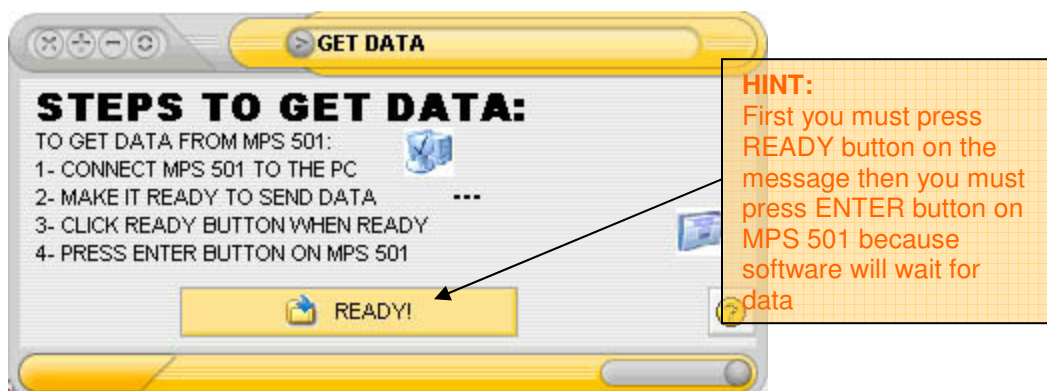 GET DATA
STEPS TO GET DATA:
TO GET DATA FROM MPS 501:
1- CONNECT MPS 501 TO THE PC
2- MAKE IT READY TO SEND DATA ---
3- CLICK READY BUTTON WHEN READY
4- PRESS ENTER BUTTON ON MPS 501
READY!
HINT:
First you must press
READY button on the
message then you must
press ENTER button on
MPS 501 because
software will wait for
data